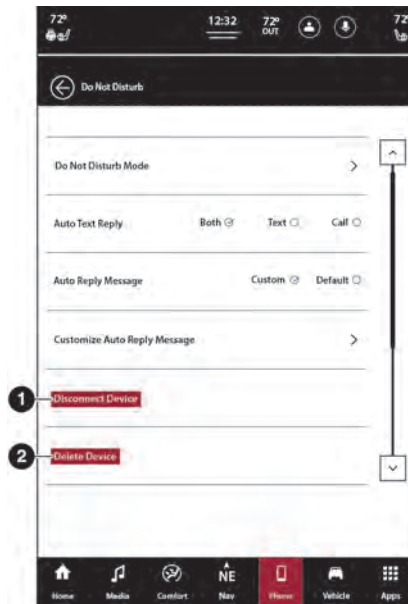 72º 12:32 72º OUT 72
Do Not Disturb
Do Not Disturb Mode
Auto Text Reply Both Text Call
Auto Reply Message Custom Default
Customize Auto Reply Message
1 Disconnect Device
2 Delete Device
NE
Home Media Comfort Nav Phone Vehicle Apps